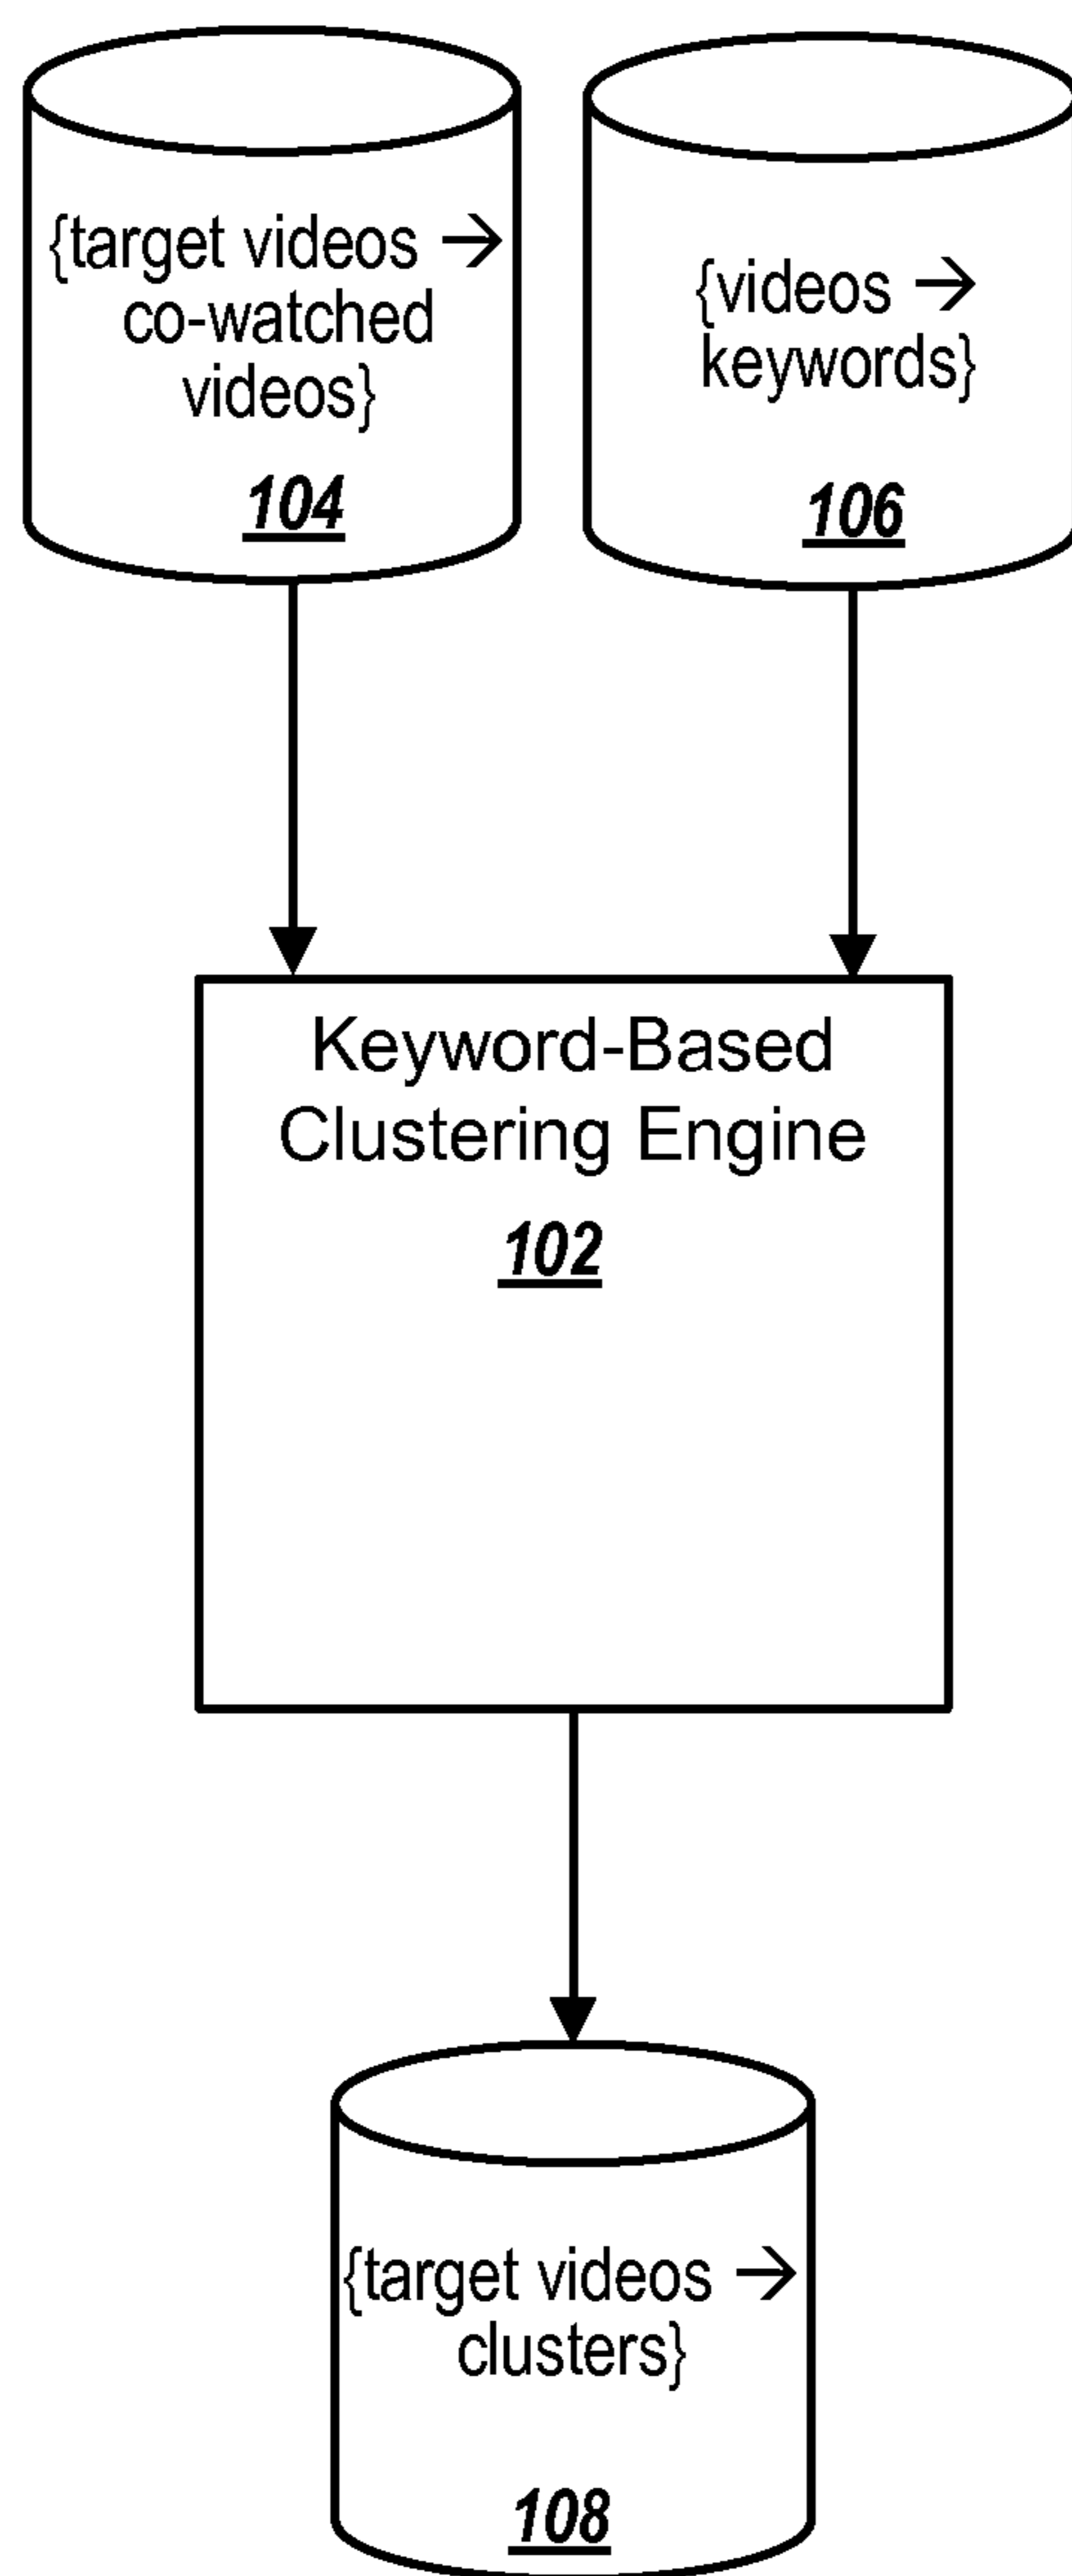 {target videos →
co-watched
videos}
104
{videos →
keywords}
106
Keyword-Based
Clustering Engine
102
{target videos →
clusters}
108